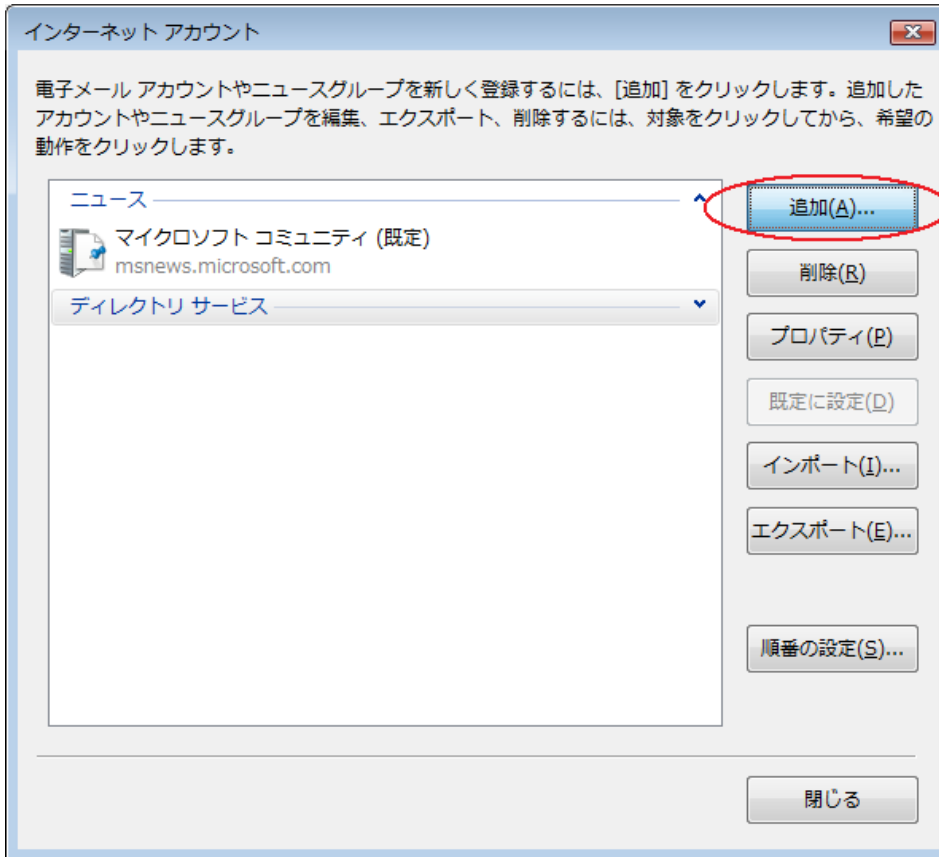 インターネット アカウント
電子メール アカウントやニュースグループを新しく登録するには、[追加] をクリックします。追加した
アカウントやニュースグループを編集、エクスポート、削除するには、対象をクリックしてから、希望の
動作をクリックします。
ニュース
マイクロソフト コミュニティ (既定)
msnews.microsoft.com
ディレクトリ サービス
追加(A)...
削除(R)
プロパティ(P)
既定に設定(D)
インポート(I)...
エクスポート(E)...
順番の設定(S)...
閉じる